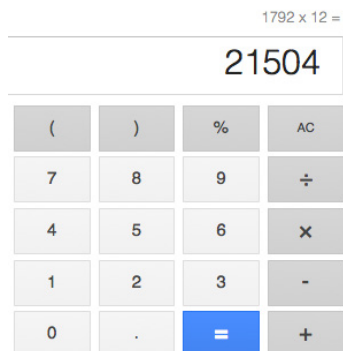 1792 x 12 =
21504
( ) % AC
7 8 9 ÷
4 5 6 ×
1 2 3 -
0 . = +